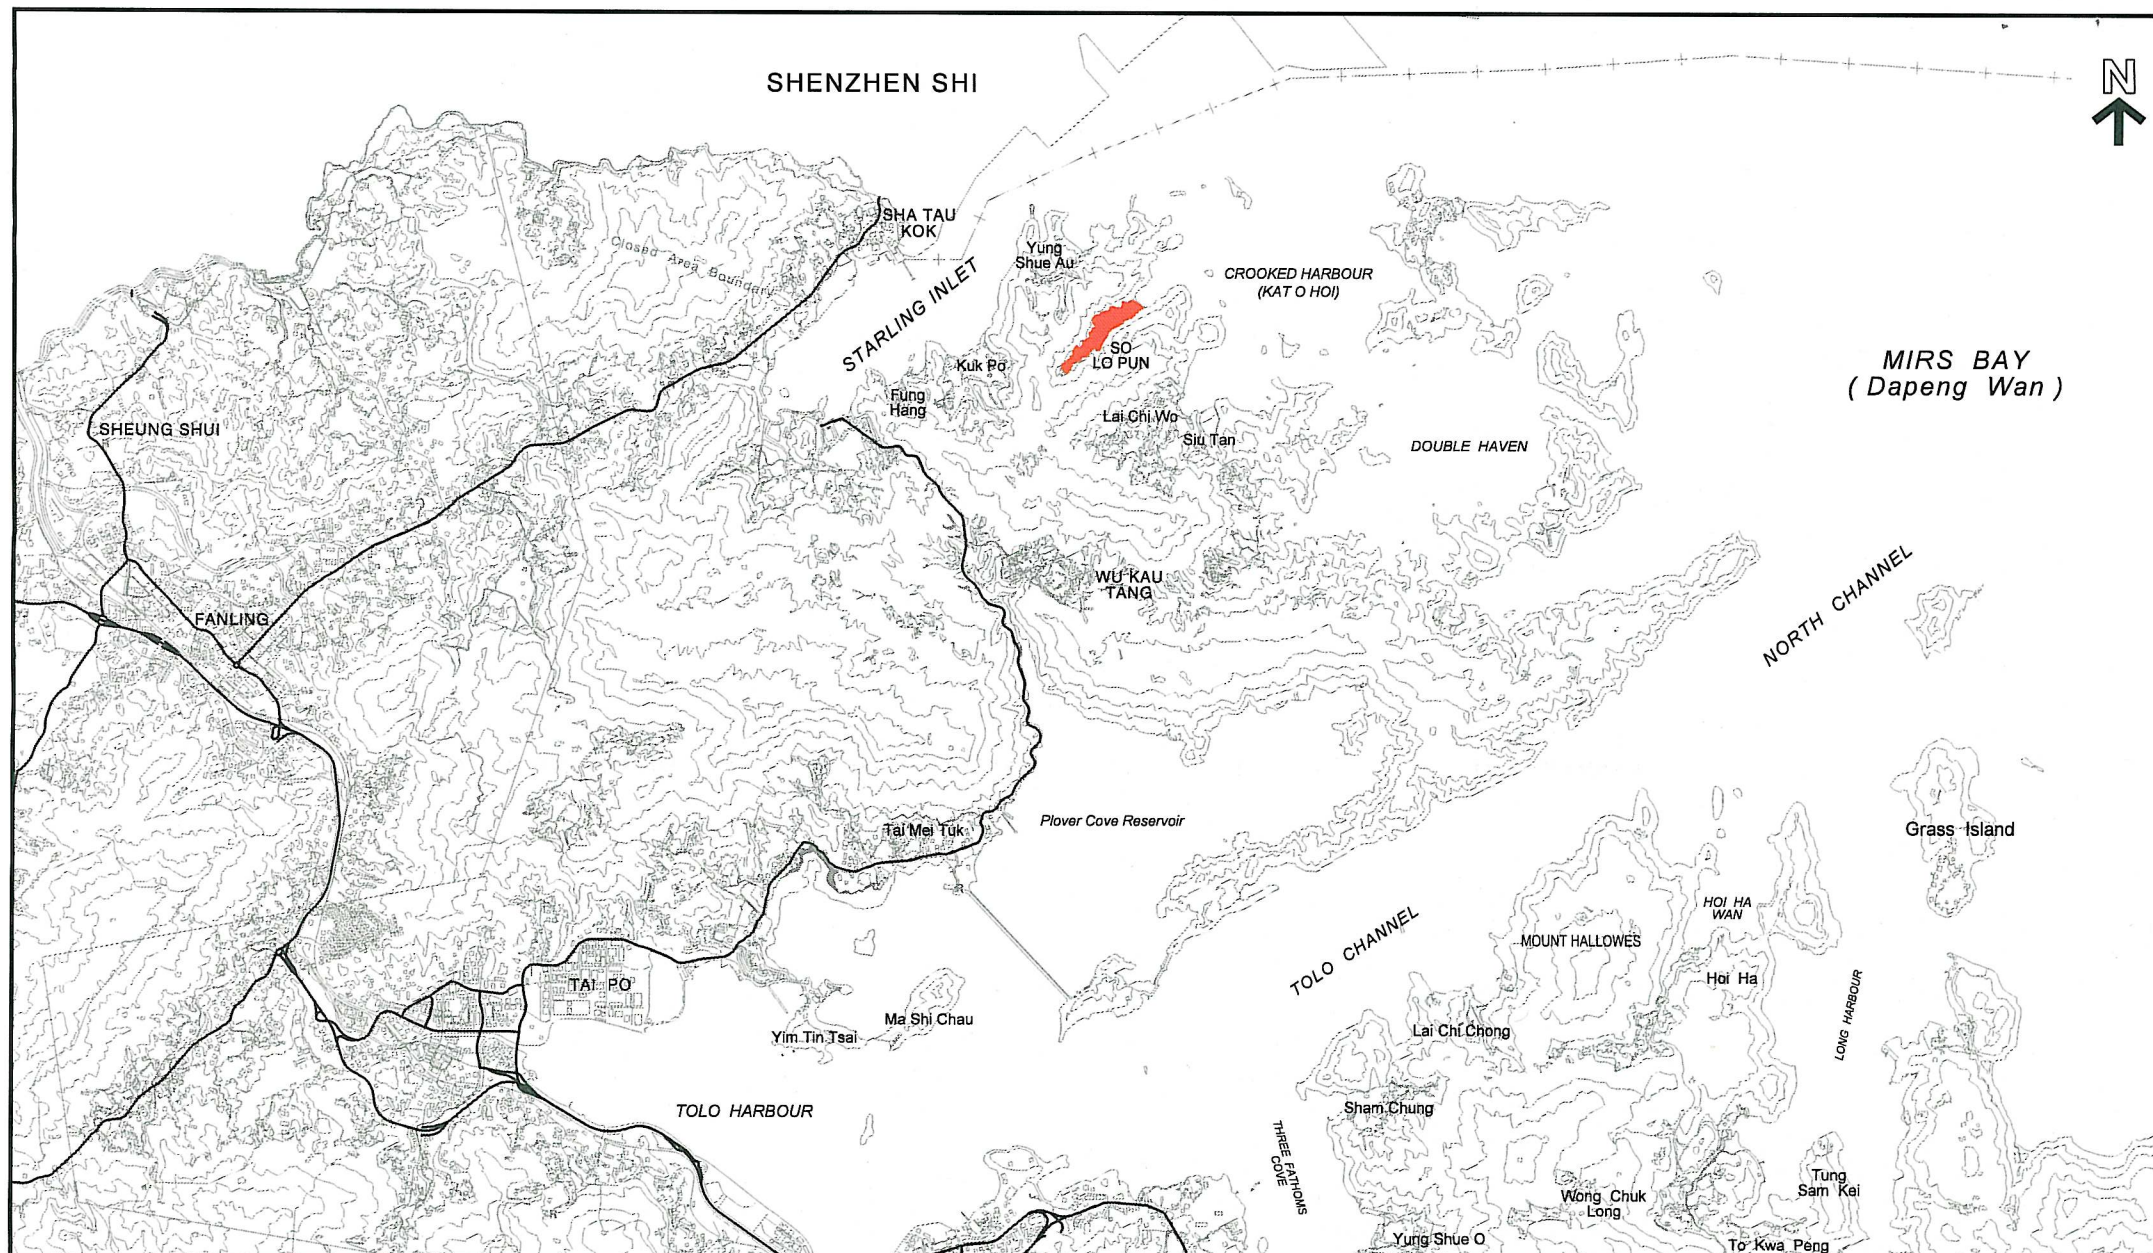 SHENZHEN SHI
N
SHA TAU
KOK
Closed Area Boundary
Yung
Shue Au
STARLING INLET
CROOKED HARBOUR
(KAT O HOI)
SO
LO PUN
Kuk Po
Fung
Hang
MIRS BAY
( Dapeng Wan )
Lai Chi Wo
Siu Tan
SHEUNG SHUI
DOUBLE HAVEN
WU KAU
TANG
NORTH CHANNEL
FANLING
Tai Mei Tuk
Plover Cove Reservoir
Grass Island
HOI HA
WAN
TOLO CHANNEL
MOUNT HALLOWES
Hoi Ha
TAI PO
LONG HARBOUR
Yim Tin Tsai
Ma Shi Chau
Lai Chi Chong
TOLO HARBOUR
Sham Chung
THREE FATHOMS
COVE
Tung
Sam Kei
Wong Chuk
Long
Yung Shue O
To Kwa Peng